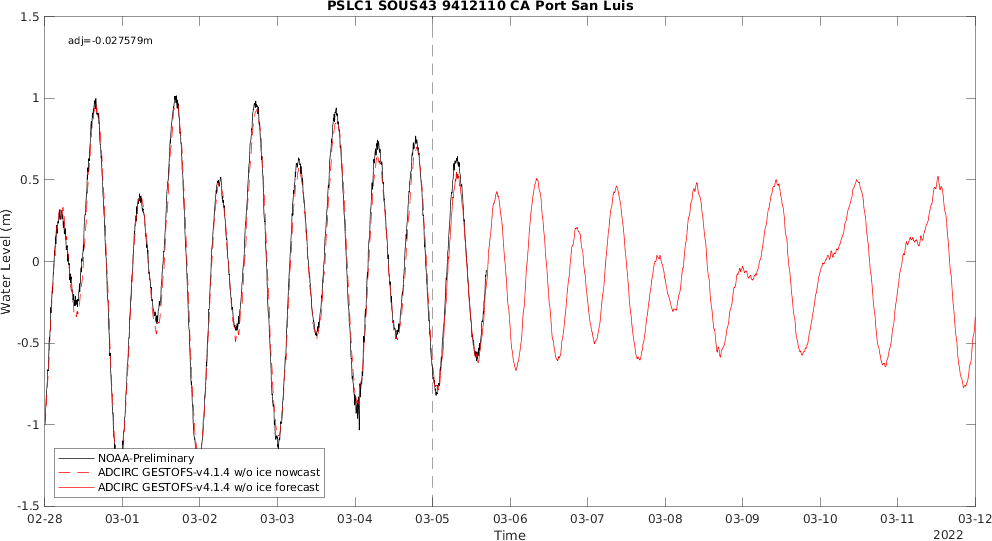 PSLC1 SOUS43 9412110 CA Port San Luis
adj=-0.027579m
1.5
1
0.5
0
-0.5
-1
-1.5
Water Level (m)
NOAA-Preliminary
ADCIRC GESTOFS-v4.1.4 w/o ice nowcast
ADCIRC GESTOFS-v4.1.4 w/o ice forecast
02-28 03-01 03-02 03-03 03-04 03-05 03-06 03-07 03-08 03-09 03-10 03-11 03-12
Time
2022